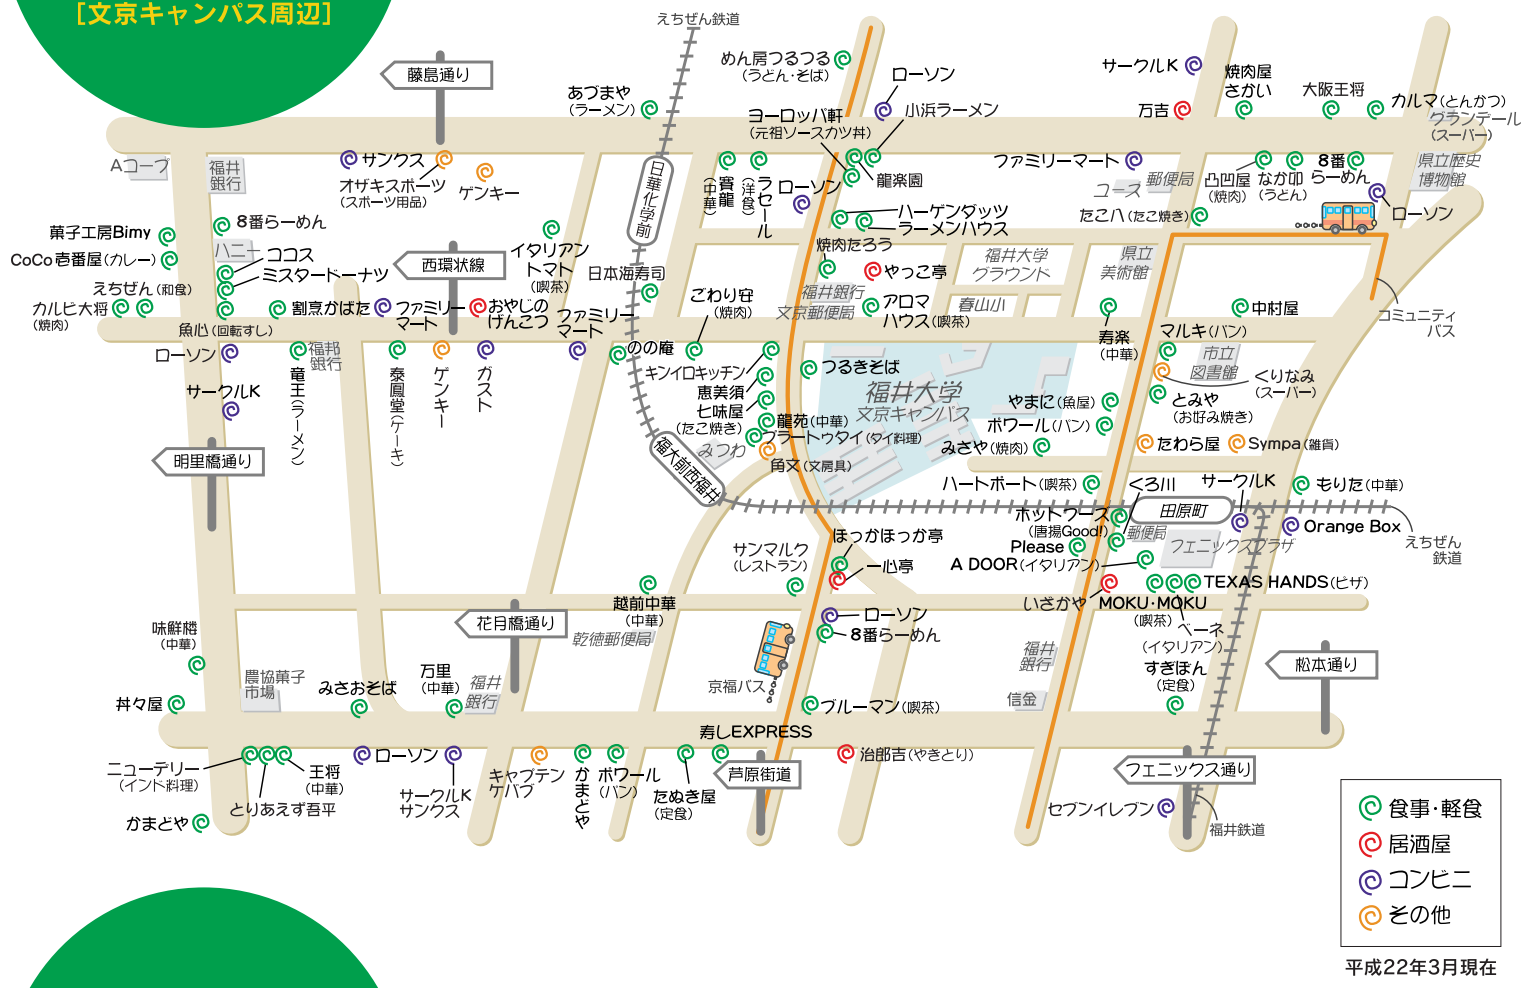 [文京キャンパス周辺]
えちぜん鉄道
藤島通り
めん房つるつる
(うどん・そば)
ローソン
サークルK
焼肉屋
さかい
大阪王将
カルマ(とんかつ)
グランデール
(スーパー)
あづまや
(ラーメン)
ヨーロッパ軒
(元祖ソースカツ丼)
小浜ラーメン
万吉
Aコープ
福井
銀行
サンクス
オザキスポーツ
(スポーツ用品)
ゲンキー
日華化学前
寶龍
(中華)
ラセール
(洋食)
ローソン
龍楽園
ファミリーマート
ユース
郵便局
凸凹屋
(焼肉)
なか卯
(うどん)
8番
らーめん
県立歴史
博物館
ローソン
菓子工房Bimy
8番らーめん
ハニー
ココス
ミスタードーナツ
CoCo壱番屋(カレー)
えちぜん(和食)
カルビ大将
(焼肉)
魚心(回転すし)
割烹かばた
ファミリー
マート
西環状線
おやじの
げんこつ
イタリアン
トマト
(喫茶)
日本海寿司
ファミリー
マート
のの庵
ごわり安
(焼肉)
ハーゲンダッツ
ラーメンハウス
焼肉たろう
やっこ亭
福井銀行
文京郵便局
アロマ
ハウス(喫茶)
福井大学
グラウンド
春山小
たこ八(たこ焼き)
県立
美術館
寿楽
(中華)
中村屋
マルキ(パン)
コミュニティ
バス
ローソン
サークルK
竜王(ラーメン)
福邦
銀行
泰鳳堂(ケーキ)
ゲンキー
ガスト
キンイロキッチン
恵美須
七味屋
(たこ焼き)
龍苑(中華)
プラートゥタイ(タイ料理)
角文(文房具)
みつわ
つるきそば
福井大学
文京キャンパス
市立
図書館
くりなみ
(スーパー)
とみや
(お好み焼き)
やまに(魚屋)
ボワール(パン)
みさや(焼肉)
たわら屋
Sympa(雑貨)
明里橋通り
福大前西福井
ハートポート(喫茶)
くろ川
サークルK
もりた(中華)
田原町
ホットワーズ
(唐揚Good!)
郵便局
Please
A DOOR(イタリアン)
フェニックスプラザ
Orange Box
えちぜん
鉄道
サンマルク
(レストラン)
ほっかほっか亭
一心亭
いさかや
MOKU・MOKU
(喫茶)
TEXAS HANDS(ピザ)
ベーネ
(イタリアン)
越前中華
(中華)
乾徳郵便局
花月橋通り
ローソン
8番らーめん
京福バス
味鮮楼
(中華)
丼々屋
農協菓子
市場
みさおそば
万里
(中華)
福井
銀行
福井
銀行
信金
すぎぽん
(定食)
松本通り
ブルーマン(喫茶)
寿しEXPRESS
治郎吉(やきとり)
ニューデリー
(インド料理)
とりあえず吾平
王将
(中華)
かまどや
ローソン
サークルK
サンクス
キャプテン
ケバブ
かまどや
ボワール
(パン)
たぬき屋
(定食)
芦原街道
フェニックス通り
セブンイレブン
福井鉄道
食事・軽食
居酒屋
コンビニ
その他
平成22年3月現在